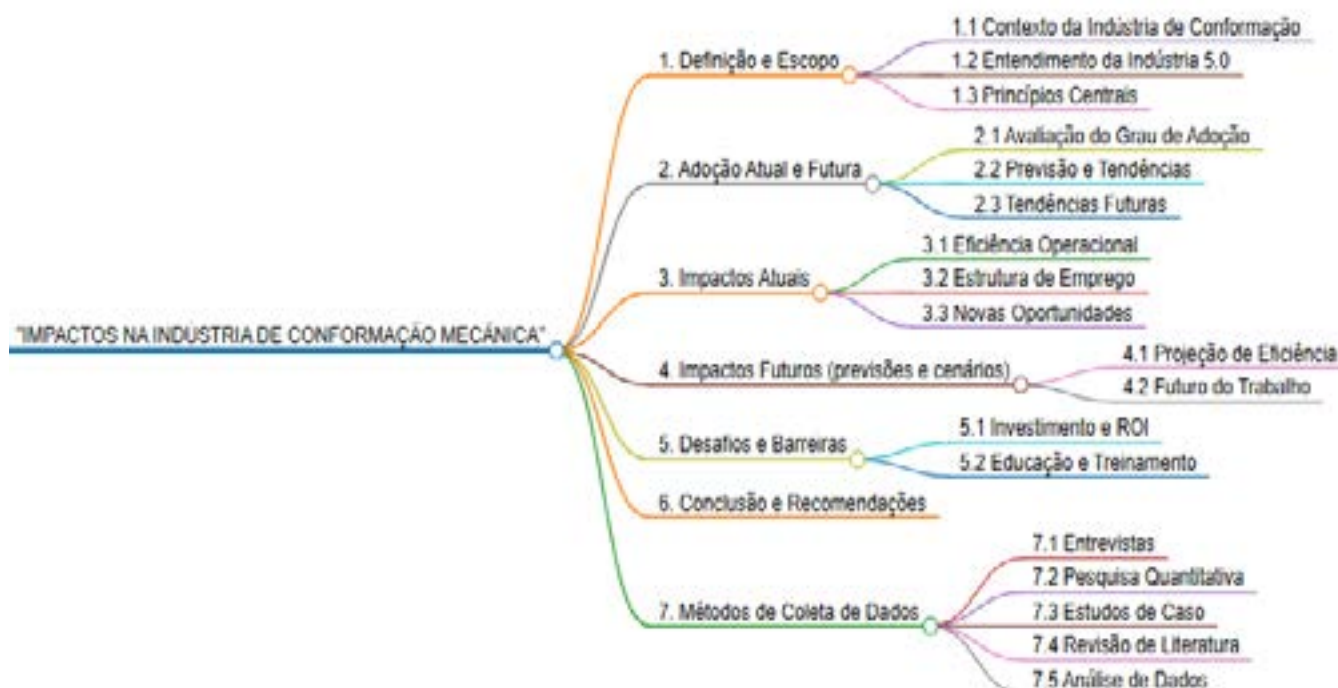 "IMPACTOS NA INDÚSTRIA DE CONFORMAÇÃO MECÂNICA"
1. Definição e Escopo
1.1 Contexto da Indústria de Conformação
1.2 Entendimento da Indústria 5.0
1.3 Princípios Centrais
2. Adoção Atual e Futura
2.1 Avaliação do Grau de Adoção
2.2 Previsão e Tendências
2.3 Tendências Futuras
3. Impactos Atuais
3.1 Eficiência Operacional
3.2 Estrutura de Emprego
3.3 Novas Oportunidades
4. Impactos Futuros (previsões e cenários)
4.1 Projeção de Eficiência
4.2 Futuro do Trabalho
5. Desafios e Barreiras
5.1 Investimento e ROI
5.2 Educação e Treinamento
6. Conclusão e Recomendações
7. Métodos de Coleta de Dados
7.1 Entrevistas
7.2 Pesquisa Quantitativa
7.3 Estudos de Caso
7.4 Revisão de Literatura
7.5 Análise de Dados